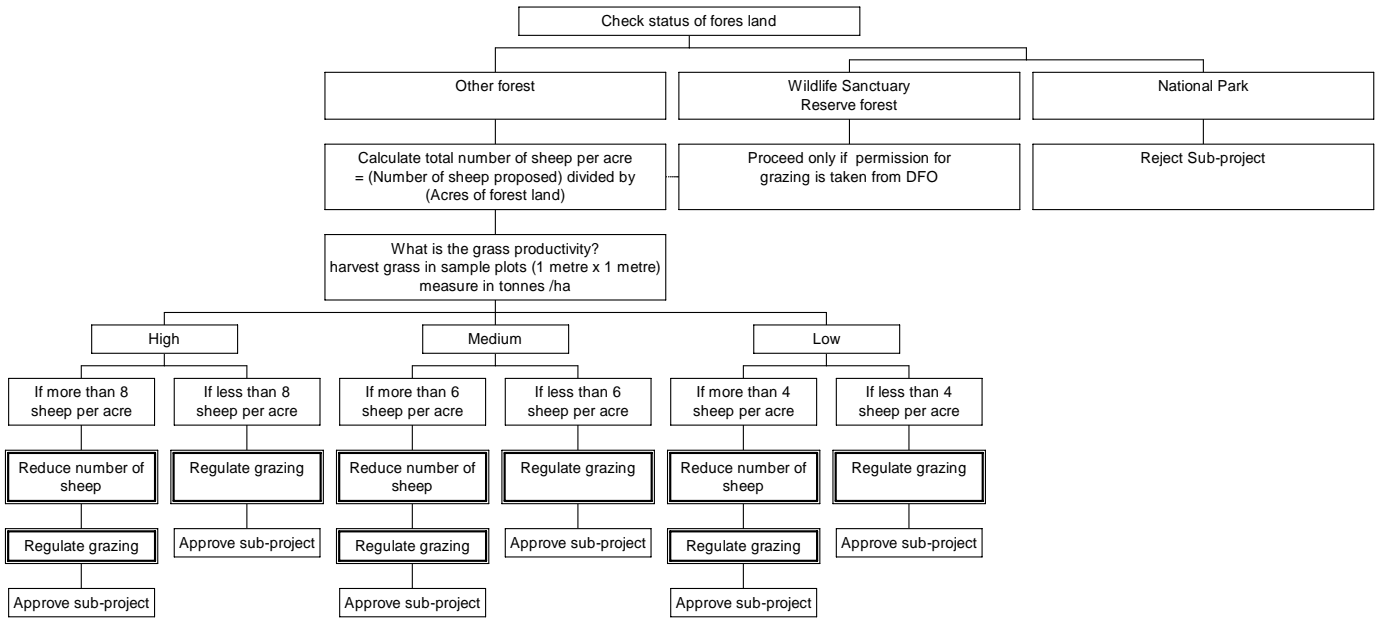 Check status of fores land
Other forest
Wildlife Sanctuary
Reserve forest
National Park
Calculate total number of sheep per acre
= (Number of sheep proposed) divided by
(Acres of forest land)
Proceed only if permission for
grazing is taken from DFO
Reject Sub-project
What is the grass productivity?
harvest grass in sample plots (1 metre x 1 metre)
measure in tonnes /ha
High
Medium
Low
If more than 8
sheep per acre
If less than 8
sheep per acre
If more than 6
sheep per acre
If less than 6
sheep per acre
If more than 4
sheep per acre
If less than 4
sheep per acre
Reduce number of
sheep
Regulate grazing
Reduce number of
sheep
Regulate grazing
Reduce number of
sheep
Regulate grazing
Regulate grazing
Approve sub-project
Regulate grazing
Approve sub-project
Regulate grazing
Approve sub-project
Approve sub-project
Approve sub-project
Approve sub-project